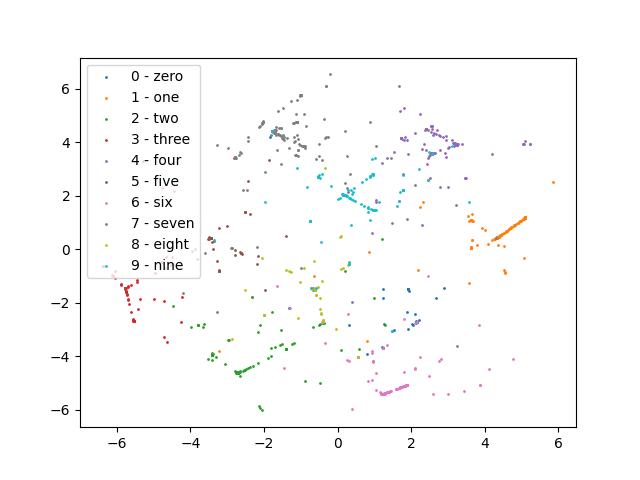 6
4
2
0
−2
−4
−6
−6
−4
−2
0
2
4
6
0 - zero
1 - one
2 - two
3 - three
4 - four
5 - five
6 - six
7 - seven
8 - eight
9 - nine